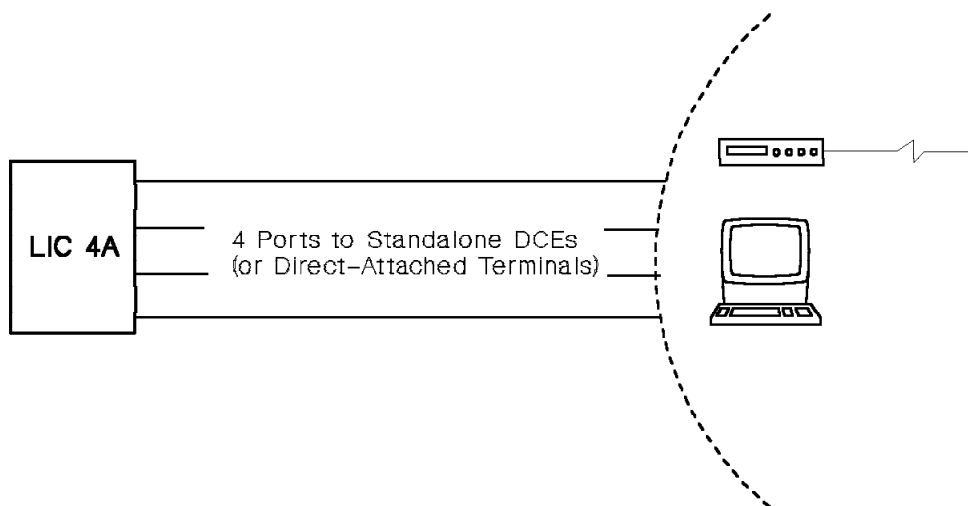 LIC 4A
4 Ports to Standalone DCEs
(or Direct-Attached Terminals)